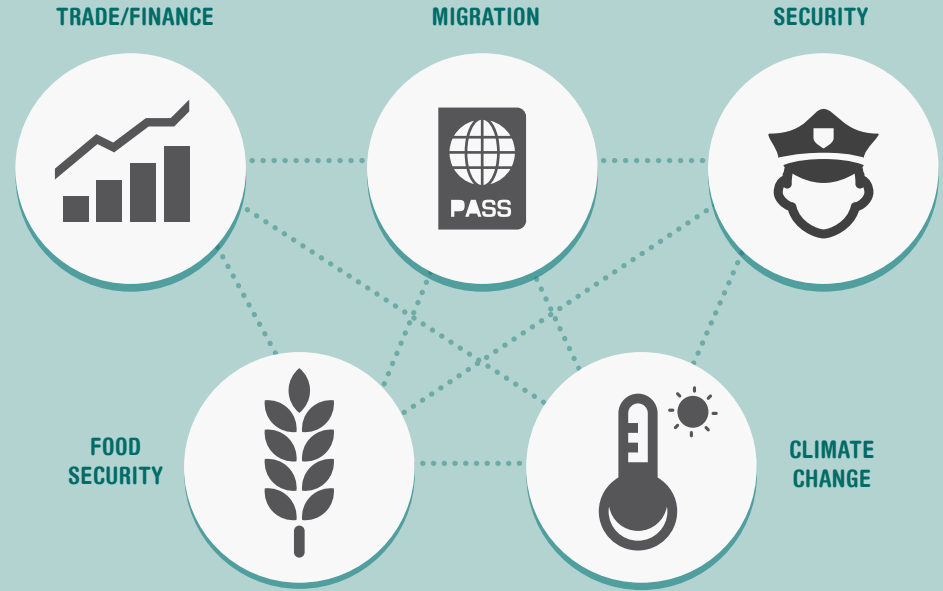 TRADE/FINANCE
MIGRATION
SECURITY
PASS
FOOD
SECURITY
CLIMATE
CHANGE